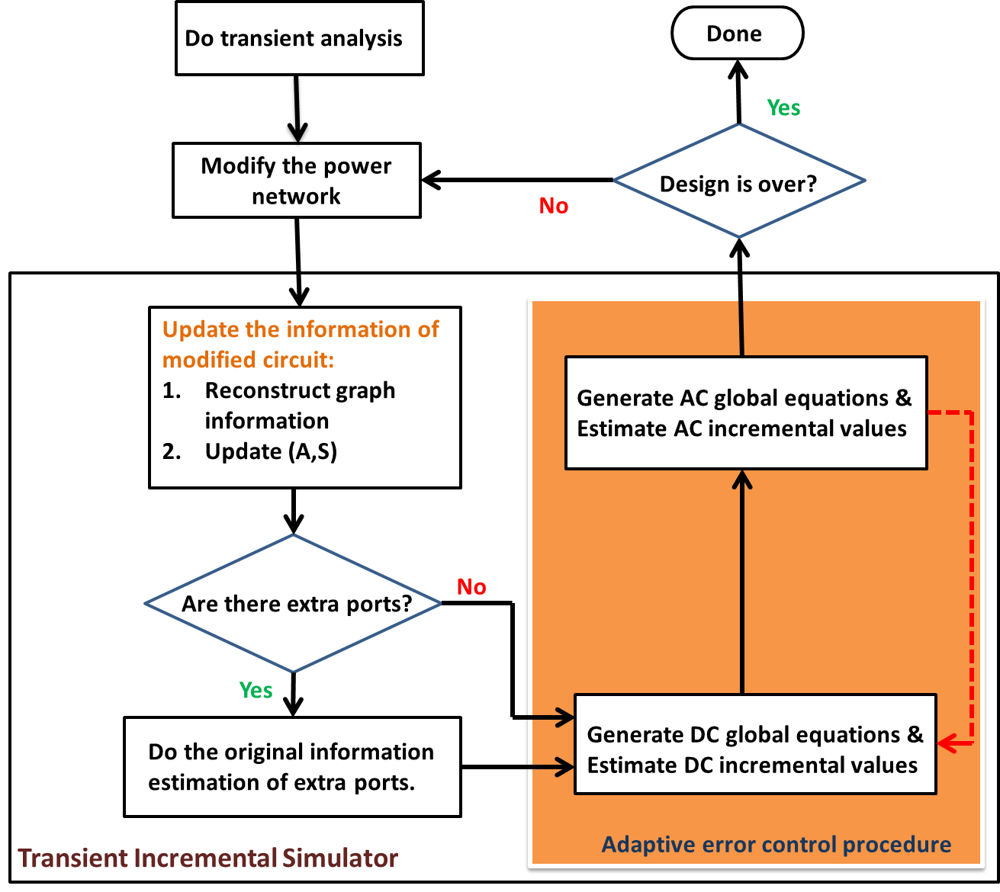 Do transient analysis
Done
Yes
Modify the power
network
Design is over?
No
Update the information of
modified circuit:
1. Reconstruct graph
information
2. Update (A,S)
Generate AC global equations &
Estimate AC incremental values
Are there extra ports?
No
Yes
Do the original information
estimation of extra ports.
Generate DC global equations &
Estimate DC incremental values
Adaptive error control procedure
Transient Incremental Simulator